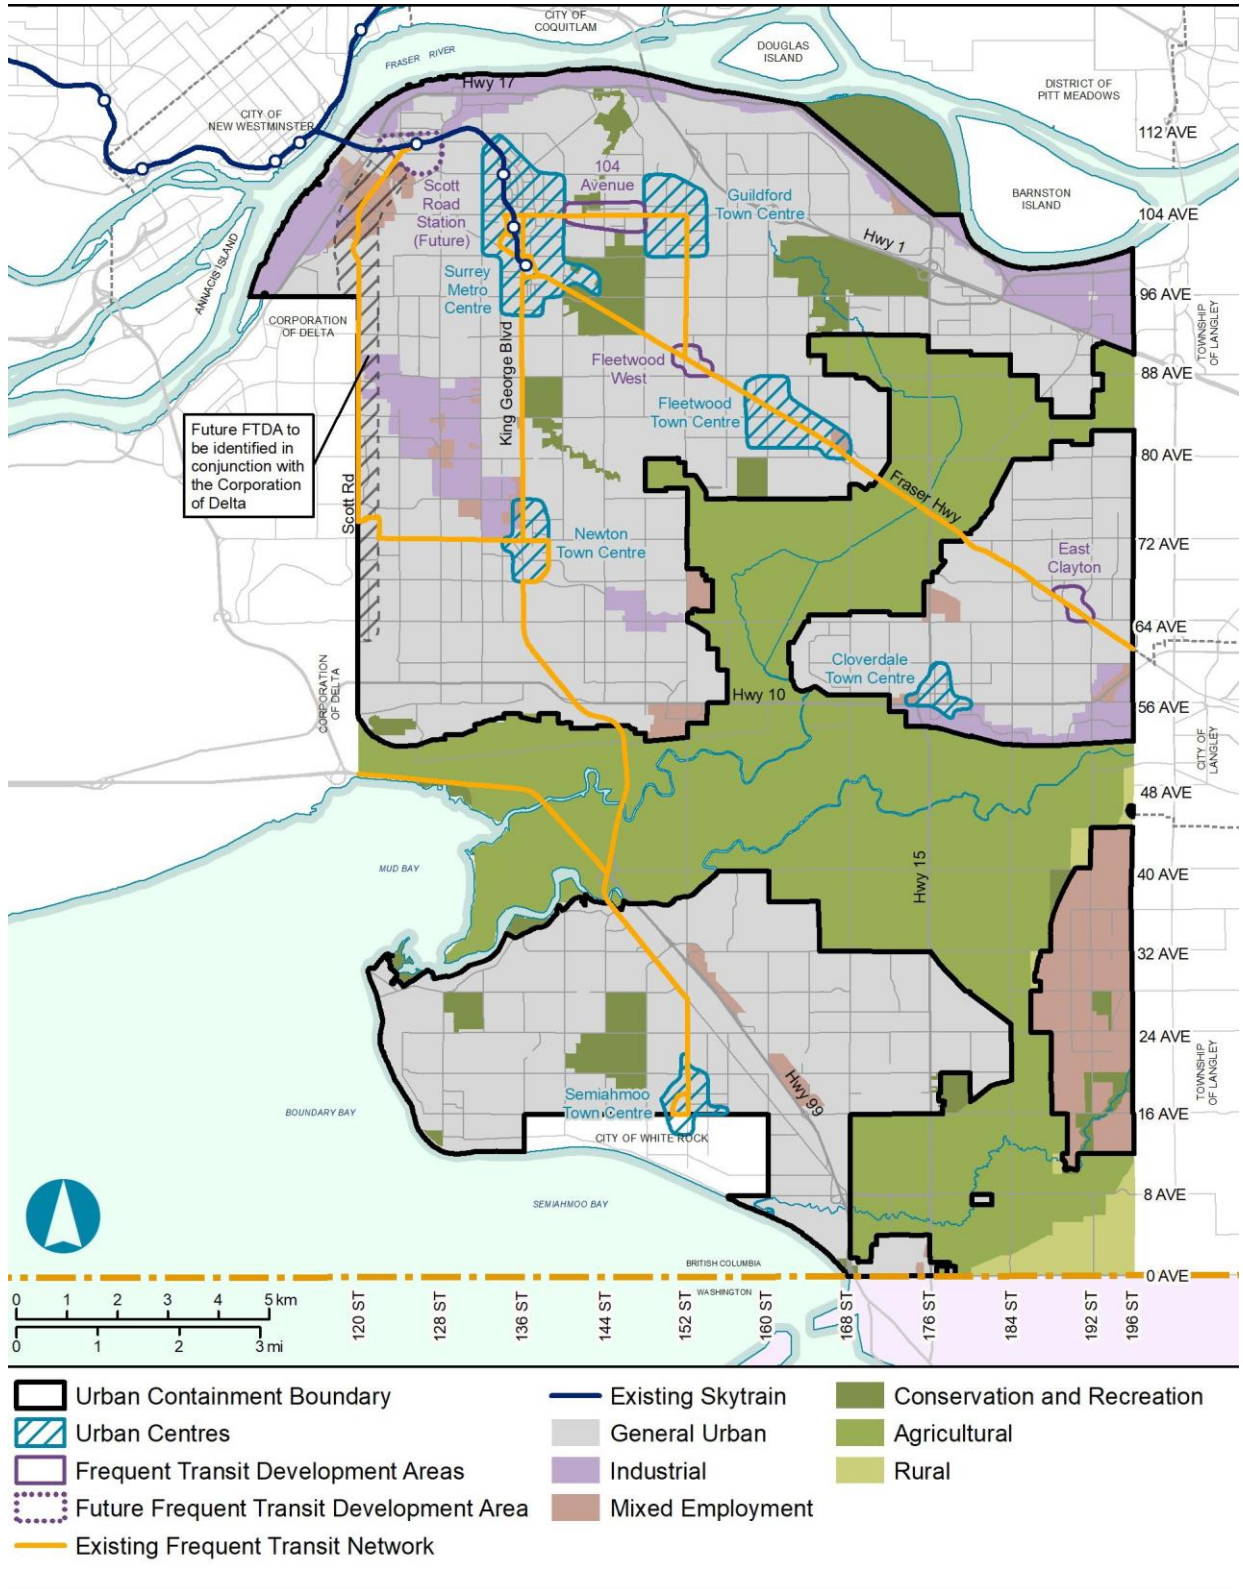 CITY OF
COQUITLAM
DOUGLAS
ISLAND
FRASER RIVER
Hwy 17
DISTRICT OF
PITT MEADOWS
CITY OF
NEW WESTMINSTER
112 AVE
104
Avenue
Scott
Road
Station
(Future)
Guildford
Town Centre
BARNSTON
ISLAND
104 AVE
Hwy 1
ANNACIS ISLAND
Surrey
Metro
Centre
96 AVE
CORPORATION
OF DELTA
TOWNSHIP
OF LANGLEY
King George Blvd
Fleetwood
West
88 AVE
Fleetwood
Town Centre
Future FTDA to
be identified in
conjunction with
the Corporation
of Delta
80 AVE
Fraser Hwy
Scott Rd
Newton
Town Centre
72 AVE
East
Clayton
64 AVE
Cloverdale
Town Centre
CORPORATION
OF DELTA
Hwy 10
56 AVE
CITY OF
LANGLEY
48 AVE
MUD BAY
Hwy 15
40 AVE
32 AVE
24 AVE
TOWNSHIP
OF LANGLEY
Hwy 99
Semiahmoo
Town Centre
BOUNDARY BAY
16 AVE
CITY OF WHITE ROCK
8 AVE
SEMIAHMOO BAY
BRITISH COLUMBIA
0 AVE
WASHINGTON
0 1 2 3 4 5 km
0 1 2 3 mi
120 ST
128 ST
136 ST
144 ST
152 ST
160 ST
168 ST
176 ST
184 ST
192 ST
196 ST
Urban Containment Boundary
Urban Centres
Frequent Transit Development Areas
Future Frequent Transit Development Area
Existing Frequent Transit Network
Existing Skytrain
General Urban
Industrial
Mixed Employment
Conservation and Recreation
Agricultural
Rural